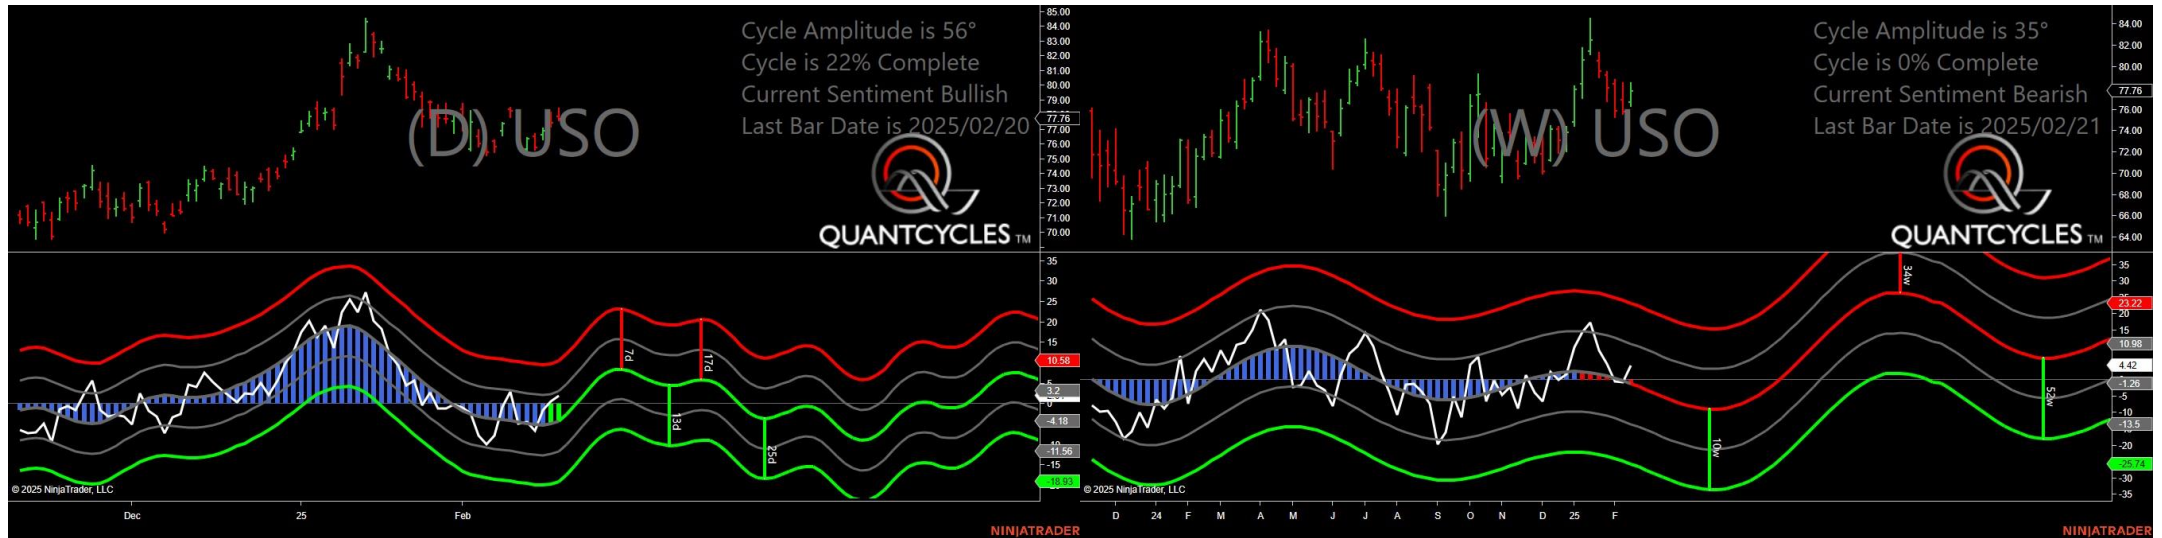 Cycle Amplitude is 56°
Cycle is 22% Complete
Current Sentiment Bullish
Last Bar Date is 2025/02/20
(D) USO
QUANTCYCLES TM
85.00
84.00
83.00
82.00
81.00
80.00
79.00
77.76
77.00
76.00
75.00
74.00
73.00
72.00
71.00
70.00
35
30
25
20
15
10.58
5
3.2
0
-4.18
-11.56
-15
-18.93
7d
17d
13d
25d
© 2025 NinjaTrader, LLC
Dec
25
Feb
NINJATRADER
Cycle Amplitude is 35°
Cycle is 0% Complete
Current Sentiment Bearish
Last Bar Date is 2025/02/21
(W) USO
QUANTCYCLES TM
84.00
82.00
80.00
77.76
76.00
74.00
72.00
70.00
68.00
66.00
64.00
35
30
23.22
20
15
10.98
4.42
-1.26
-5
-10
-13.5
-20
-25.74
-30
-35
34w
10w
52w
© 2025 NinjaTrader, LLC
D
24
F
M
A
M
J
J
A
S
O
N
D
25
F
NINJATRADER